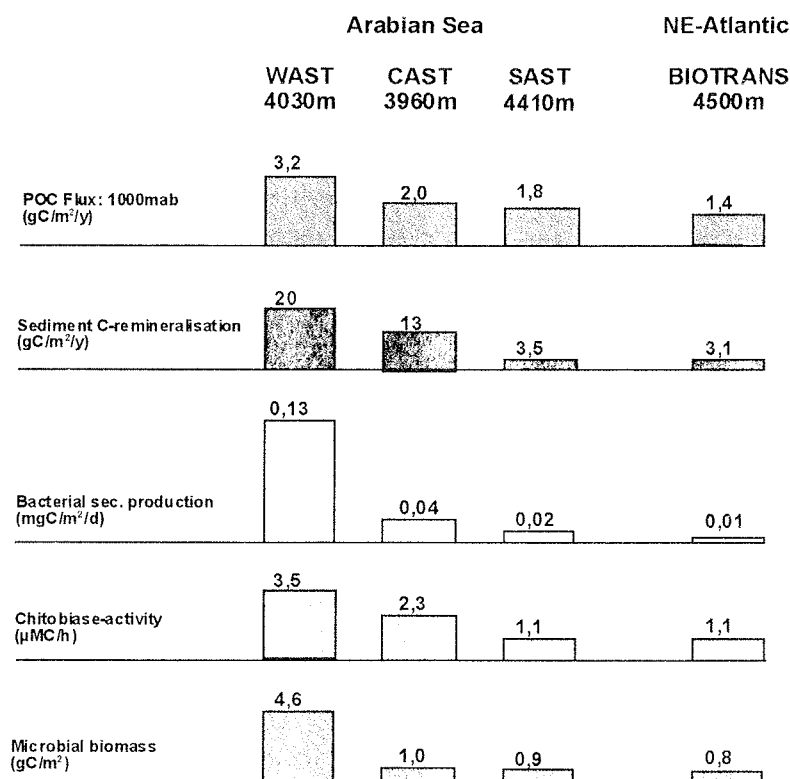 Arabian Sea NE-Atlantic
WAST CAST SAST BIOTRANS
4030m 3960m 4410m 4500m
3,2 2,0 1,8 1,4
POC Flux: 1000mab
(gC/m²/y)
20 13 3,5 3,1
Sediment C-remineralisation
(gC/m²/y)
0,13 0,04 0,02 0,01
Bacterial sec. production
(mgC/m²/d)
3,5 2,3 1,1 1,1
Chitobiase-activity
(µMC/h)
4,6 1,0 0,9 0,8
Microbial biomass
(gC/m²)